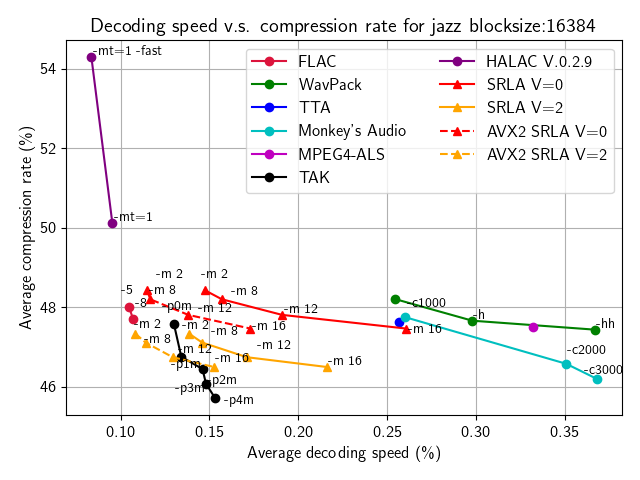 Decoding speed v.s. compression rate for jazz blocksize:16384
-mt=1 -fast
54
FLAC
HALAC V.0.2.9
WavPack
SRLA V=0
TTA
SRLA V=2
Monkey's Audio
AVX2 SRLA V=0
MPEG4-ALS
AVX2 SRLA V=2
TAK
52
50
-mt=1
Average compression rate (%)
-m 2
-m 2
-5
-m 8
-m 8
48
-8
-p0m
-m 12
-m 12
-c1000
-h
-m 2
-m 2
-m 8
-m 16
-m 16
-hh
-m 8
-m 12
-m 12
-c2000
46
-p1m
-m 16
-m 16
-c3000
-p3m
-p2m
-p4m
0.10
0.15
0.20
0.25
0.30
0.35
Average decoding speed (%)